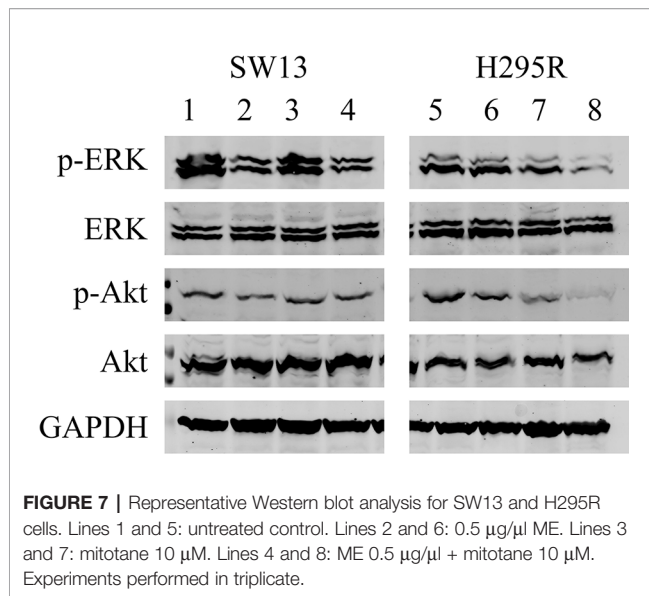 SW13 H295R
1 2 3 4 5 6 7 8
p-ERK
ERK
p-Akt
Akt
GAPDH
FIGURE 7 | Representative Western blot analysis for SW13 and H295R
cells. Lines 1 and 5: untreated control. Lines 2 and 6: 0.5 μg/μl ME. Lines 3
and 7: mitotane 10 μM. Lines 4 and 8: ME 0.5 μg/μl + mitotane 10 μM.
Experiments performed in triplicate.